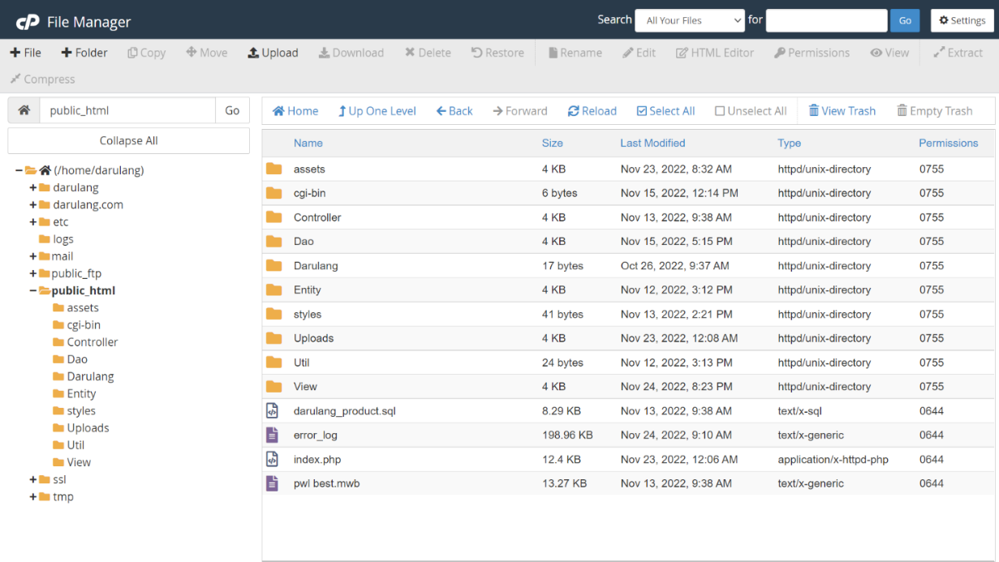 cP File Manager
Search All Your Files for Go Settings
File Folder Copy Move Upload Download Delete Restore Rename Edit HTML Editor Permissions View Extract
Compress
public_html Go
Collapse All
(/home/darulang)
darulang
darulang.com
etc
logs
mail
public_ftp
public_html
assets
cgi-bin
Controller
Dao
Darulang
Entity
styles
Uploads
Util
View
ssl
tmp
Home Up One Level Back Forward Reload Select All Unselect All View Trash Empty Trash
Name Size Last Modified Type Permissions
assets 4 KB Nov 23, 2022, 8:32 AM httpd/unix-directory 0755
cgi-bin 6 bytes Nov 15, 2022, 12:14 PM httpd/unix-directory 0755
Controller 4 KB Nov 13, 2022, 9:38 AM httpd/unix-directory 0755
Dao 4 KB Nov 15, 2022, 5:15 PM httpd/unix-directory 0755
Darulang 17 bytes Oct 26, 2022, 9:37 AM httpd/unix-directory 0755
Entity 4 KB Nov 12, 2022, 3:12 PM httpd/unix-directory 0755
styles 41 bytes Nov 13, 2022, 2:21 PM httpd/unix-directory 0755
Uploads 4 KB Nov 23, 2022, 12:08 AM httpd/unix-directory 0755
Util 24 bytes Nov 12, 2022, 3:13 PM httpd/unix-directory 0755
View 4 KB Nov 24, 2022, 8:23 PM httpd/unix-directory 0755
darulang_product.sql 8.29 KB Nov 13, 2022, 9:38 AM text/x-sql 0644
error_log 198.96 KB Nov 24, 2022, 9:10 AM text/x-generic 0644
index.php 12.4 KB Nov 23, 2022, 12:06 AM application/x-httpd-php 0644
pwl best.mwb 13.27 KB Nov 13, 2022, 9:38 AM text/x-generic 0644